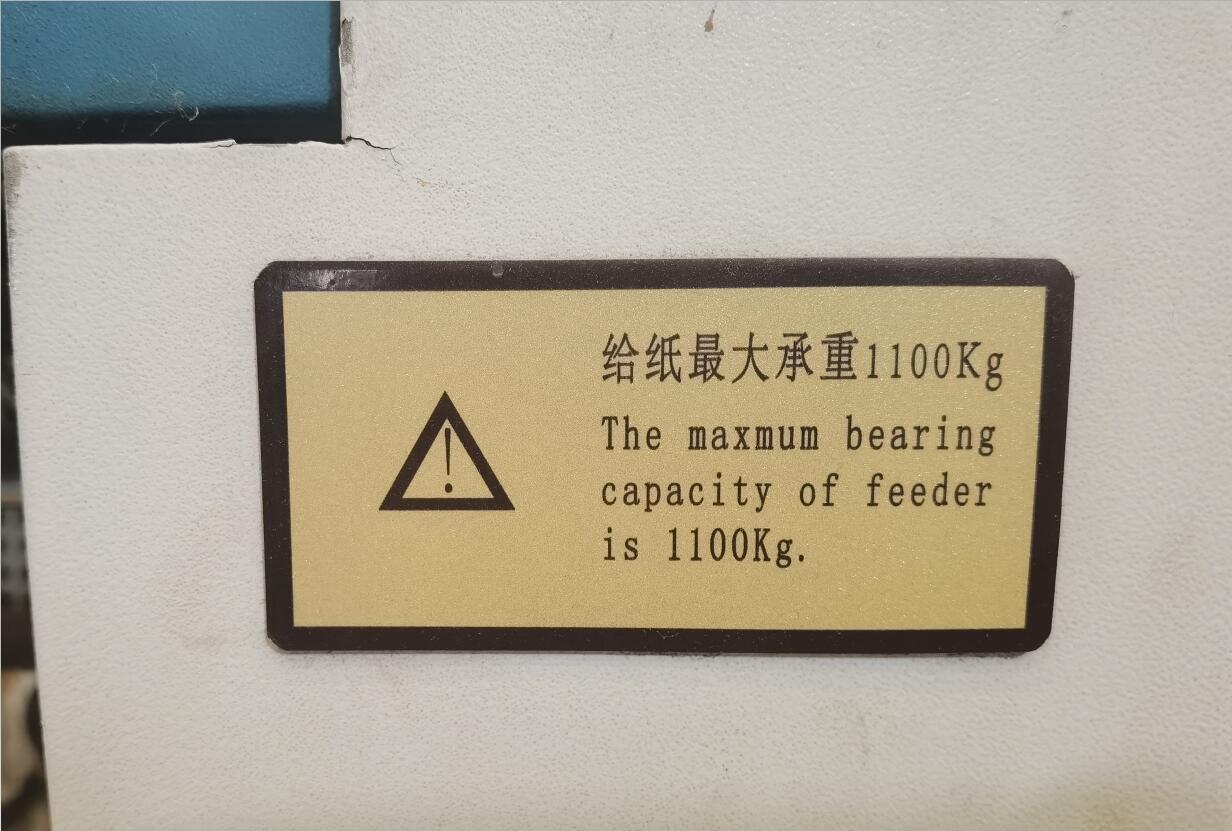 给纸最大承重1100Kg
The maxmum bearing
capacity of feeder
is 1100Kg.